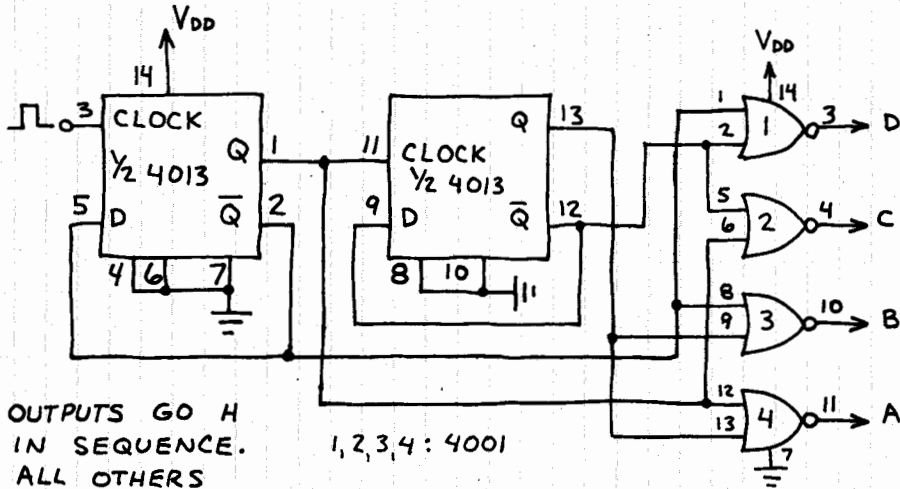 VDD
14
3
CLOCK
Q
1
1/2 4013
5
D
Q̅
2
4
6
7
11
CLOCK
Q
13
1/2 4013
9
D
Q̅
12
8
10
VDD
14
1
2
1
3
D
5
6
2
4
C
8
9
3
10
B
12
13
4
11
A
7
OUTPUTS GO H
IN SEQUENCE.
ALL OTHERS
1,2,3,4: 4001